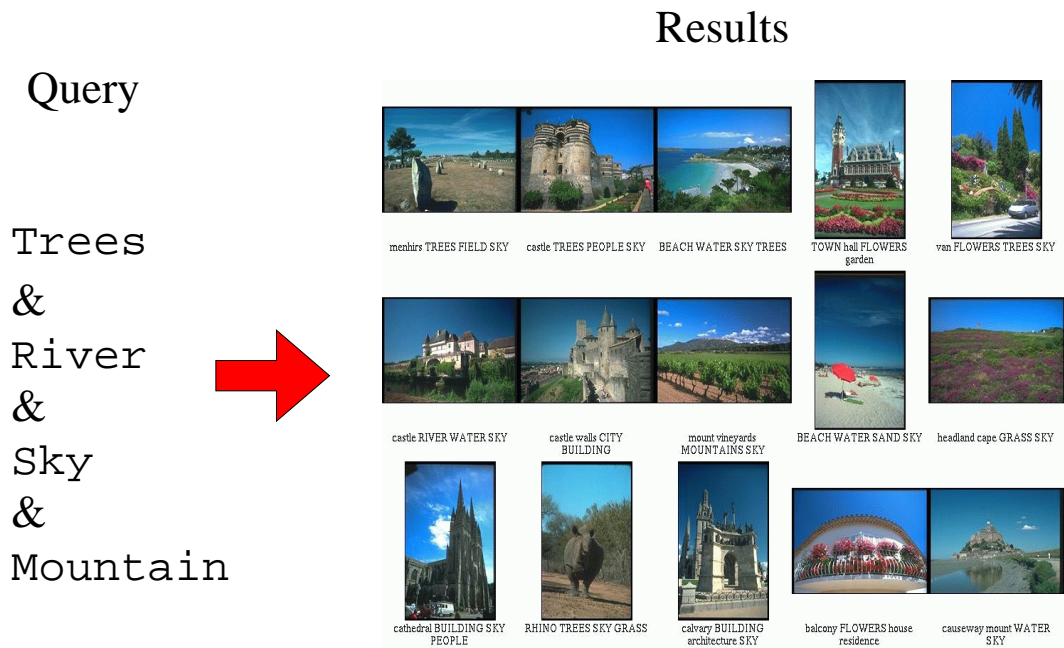 Results
Query
Trees
&
River
&
Sky
&
Mountain
menhirs TREES FIELD SKY
castle TREES PEOPLE SKY
BEACH WATER SKY TREES
TOWN hall FLOWERS
garden
van FLOWERS TREES SKY
castle RIVER WATER SKY
castle walls CITY
BUILDING
mount vineyards
MOUNTAINS SKY
BEACH WATER SAND SKY
headland cape GRASS SKY
cathedral BUILDING SKY
PEOPLE
RHINO TREES SKY GRASS
calvary BUILDING
architecture SKY
balcony FLOWERS house
residence
causeway mount WATER
SKY